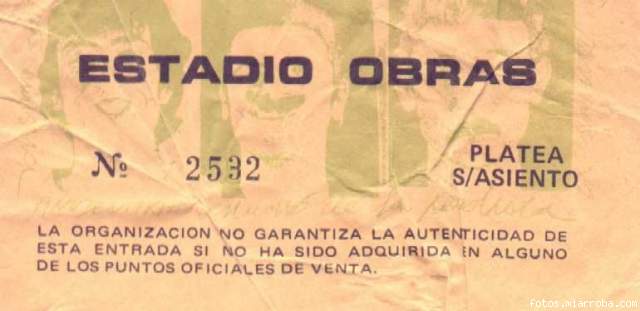 ESTADIO OBRAS
Nº 2532
PLATEA
S/ASIENTO
LA ORGANIZACION NO GARANTIZA LA AUTENTICIDAD DE
ESTA ENTRADA SI NO HA SIDO ADQUIRIDA EN ALGUNO
DE LOS PUNTOS OFICIALES DE VENTA.
fotos.miarroba.com